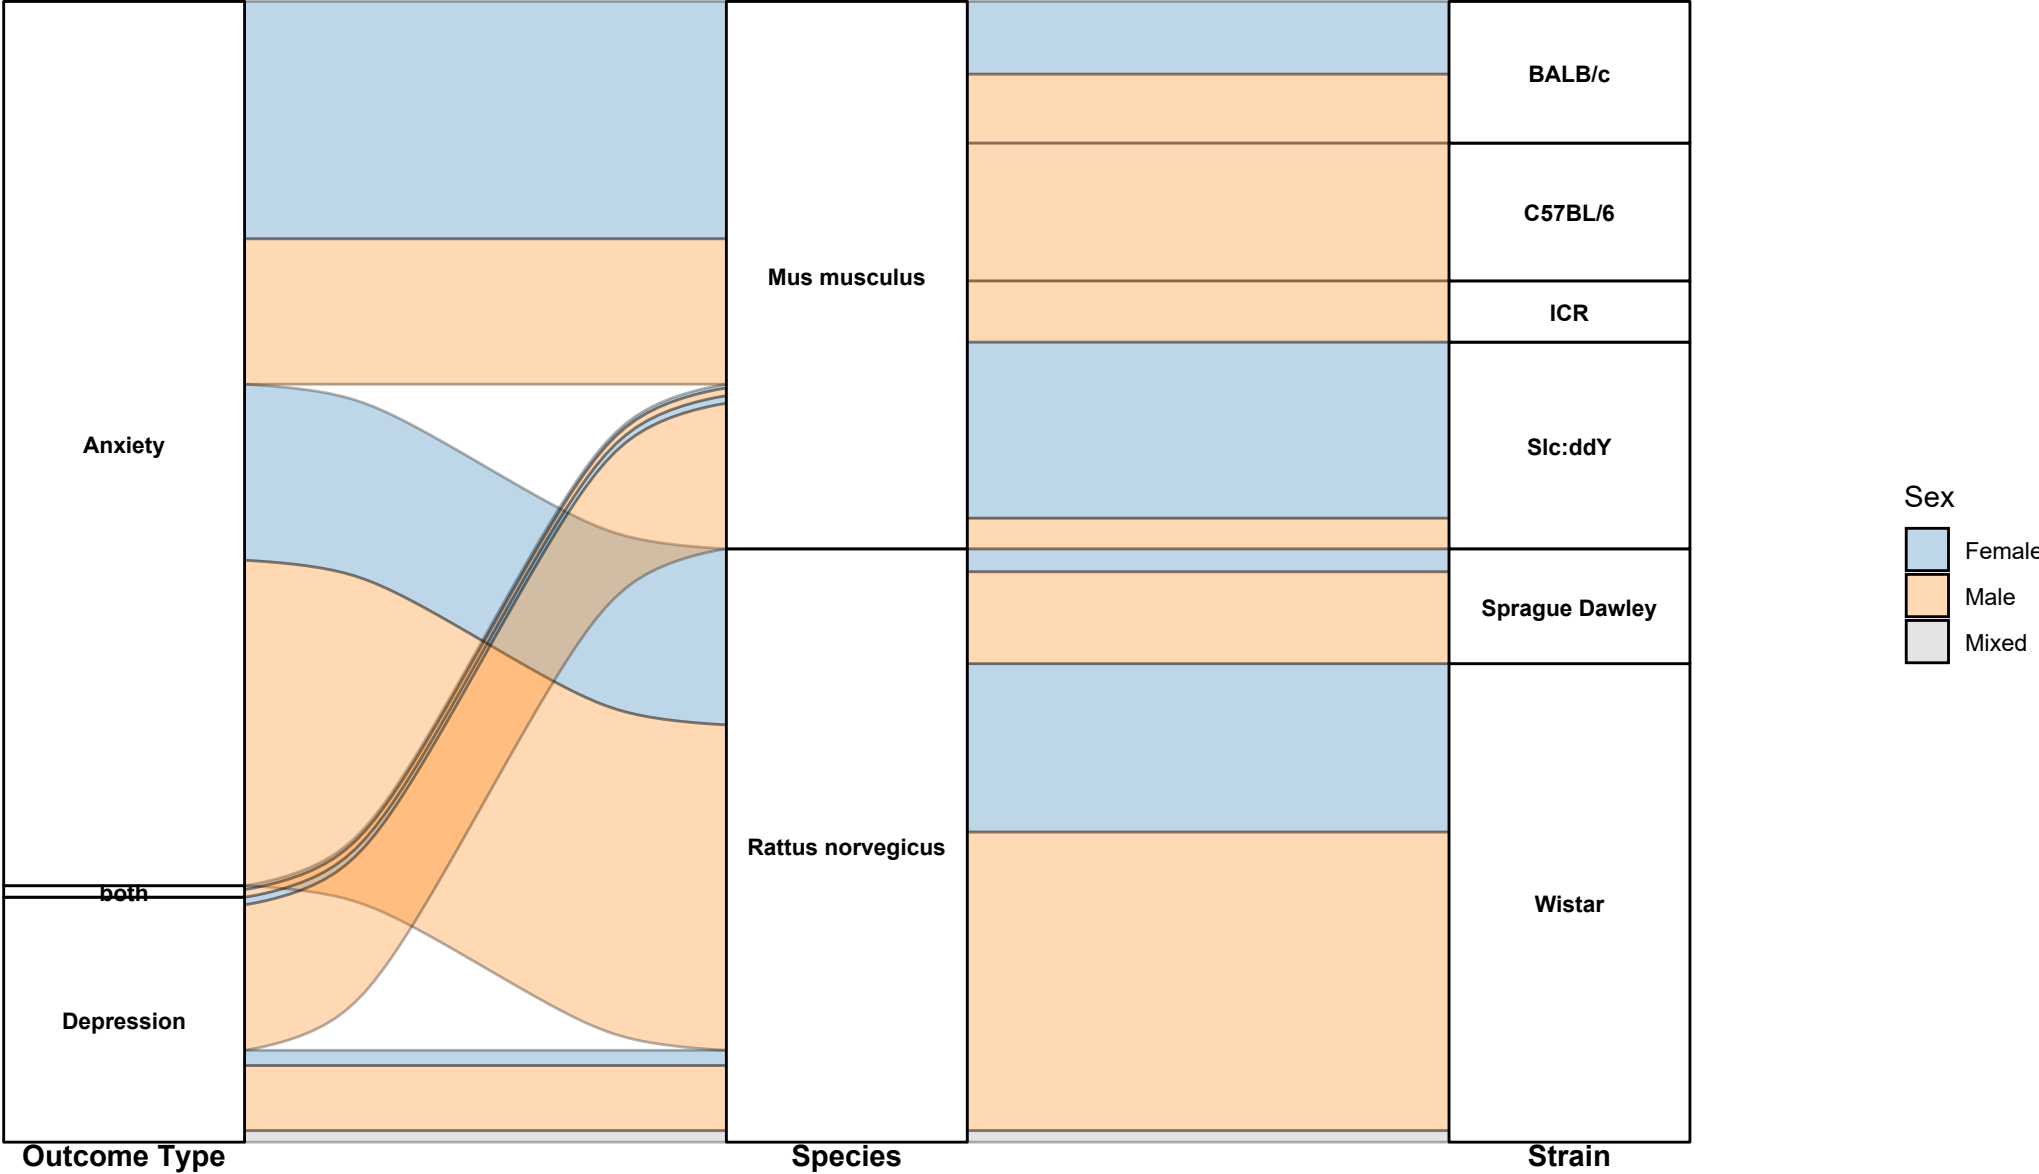 Anxiety
both
Depression
Outcome Type
Mus musculus
Rattus norvegicus
Species
BALB/c
C57BL/6
ICR
Slc:ddY
Sprague Dawley
Wistar
Strain
Sex
Female
Male
Mixed